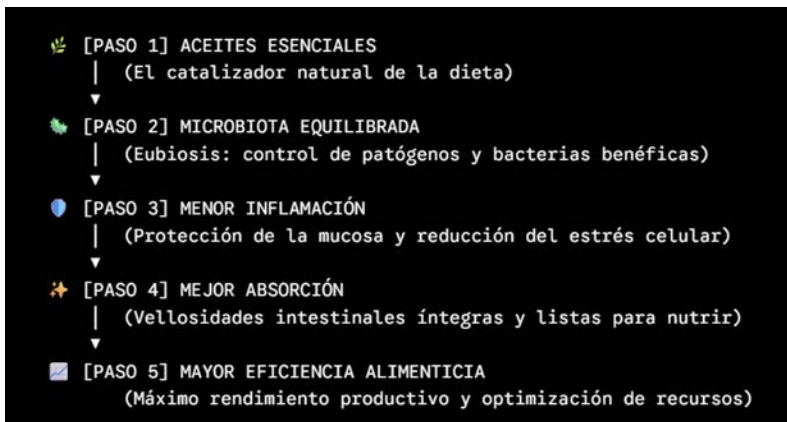 🌿 [PASO 1] ACEITES ESENCIALES
│ (El catalizador natural de la dieta)
▼
🦠 [PASO 2] MICROBIOTA EQUILIBRADA
│ (Eubiosis: control de patógenos y bacterias benéficas)
▼
🛡️ [PASO 3] MENOR INFLAMACIÓN
│ (Protección de la mucosa y reducción del estrés celular)
▼
✨ [PASO 4] MEJOR ABSORCIÓN
│ (Vellosidades intestinales íntegras y listas para nutrir)
▼
📈 [PASO 5] MAYOR EFICIENCIA ALIMENTICIA
(Máximo rendimiento productivo y optimización de recursos)